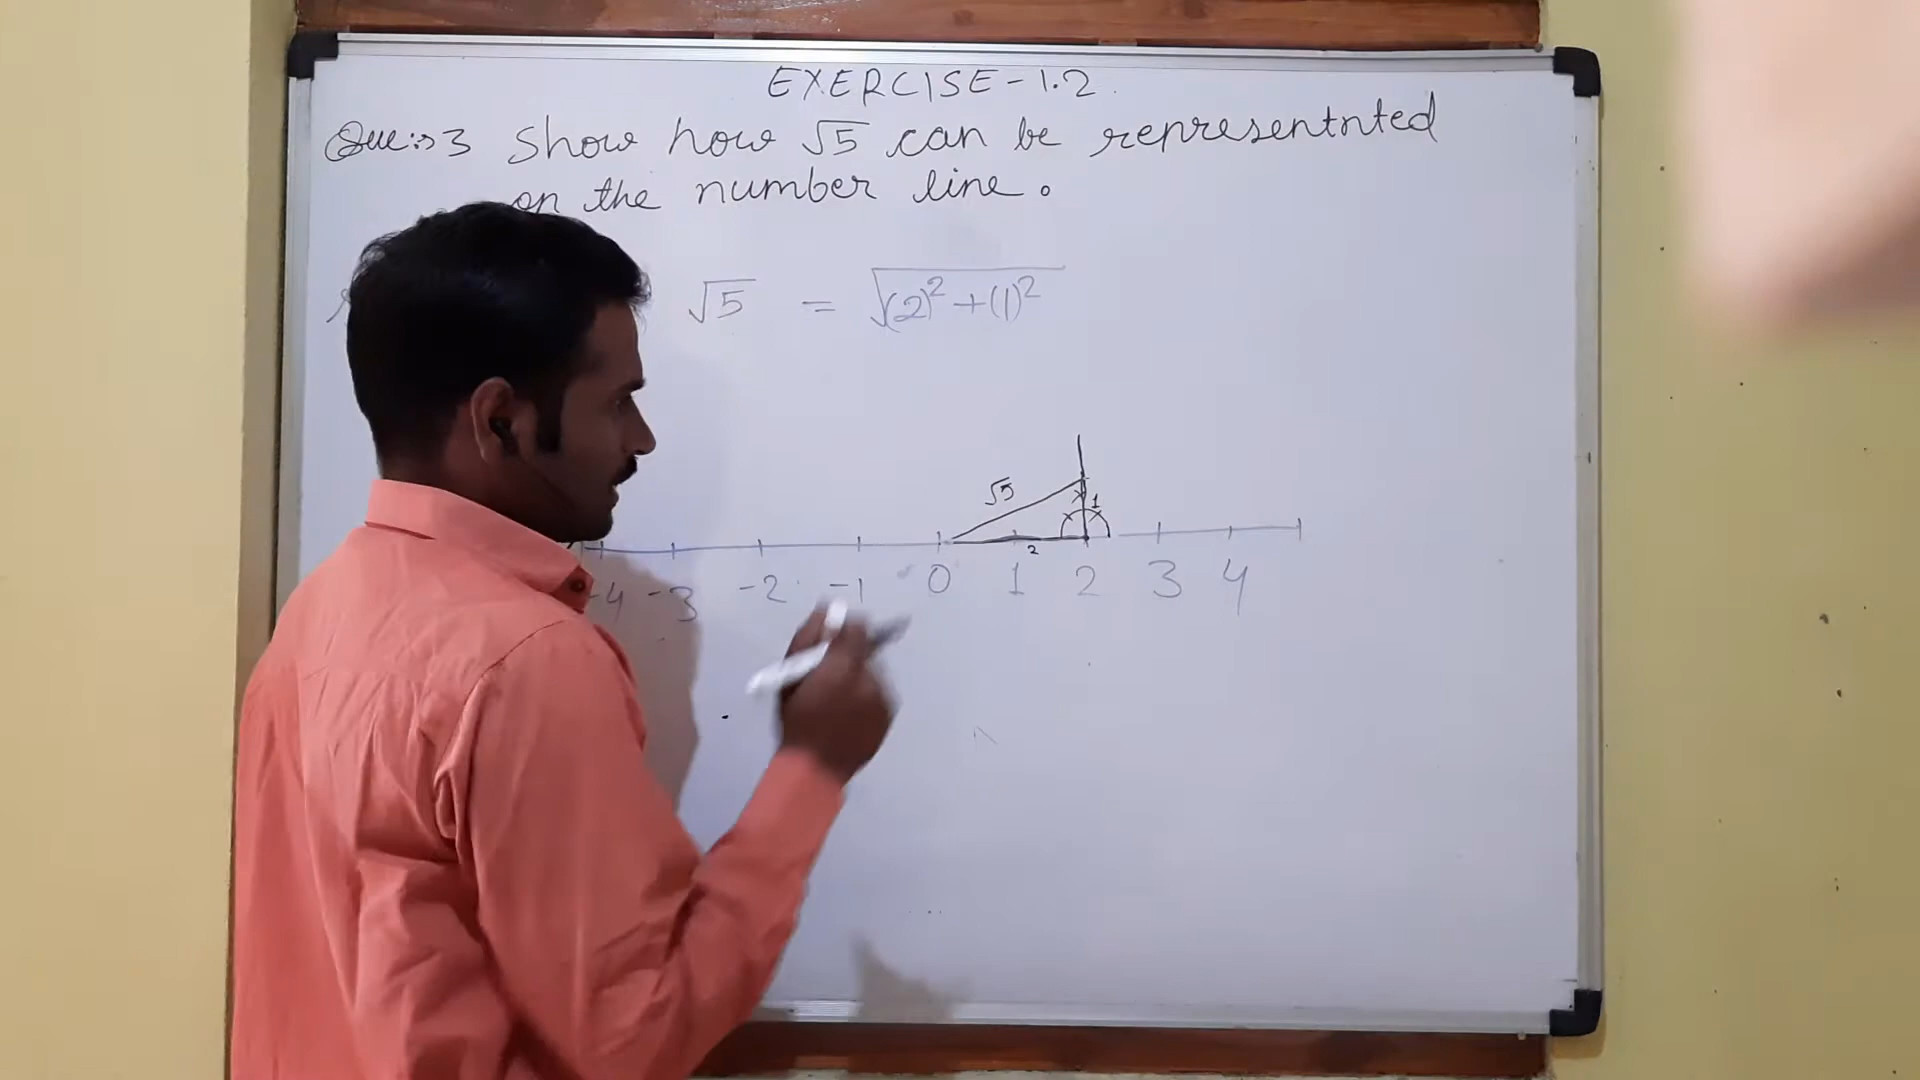 EXERCISE-1.2
Que:-3 Show how √5 can be representnted
on the number line.
√5 = √(2)² + (1)²
√5
1
2
-4 -3 -2 -1 0 1 2 3 4